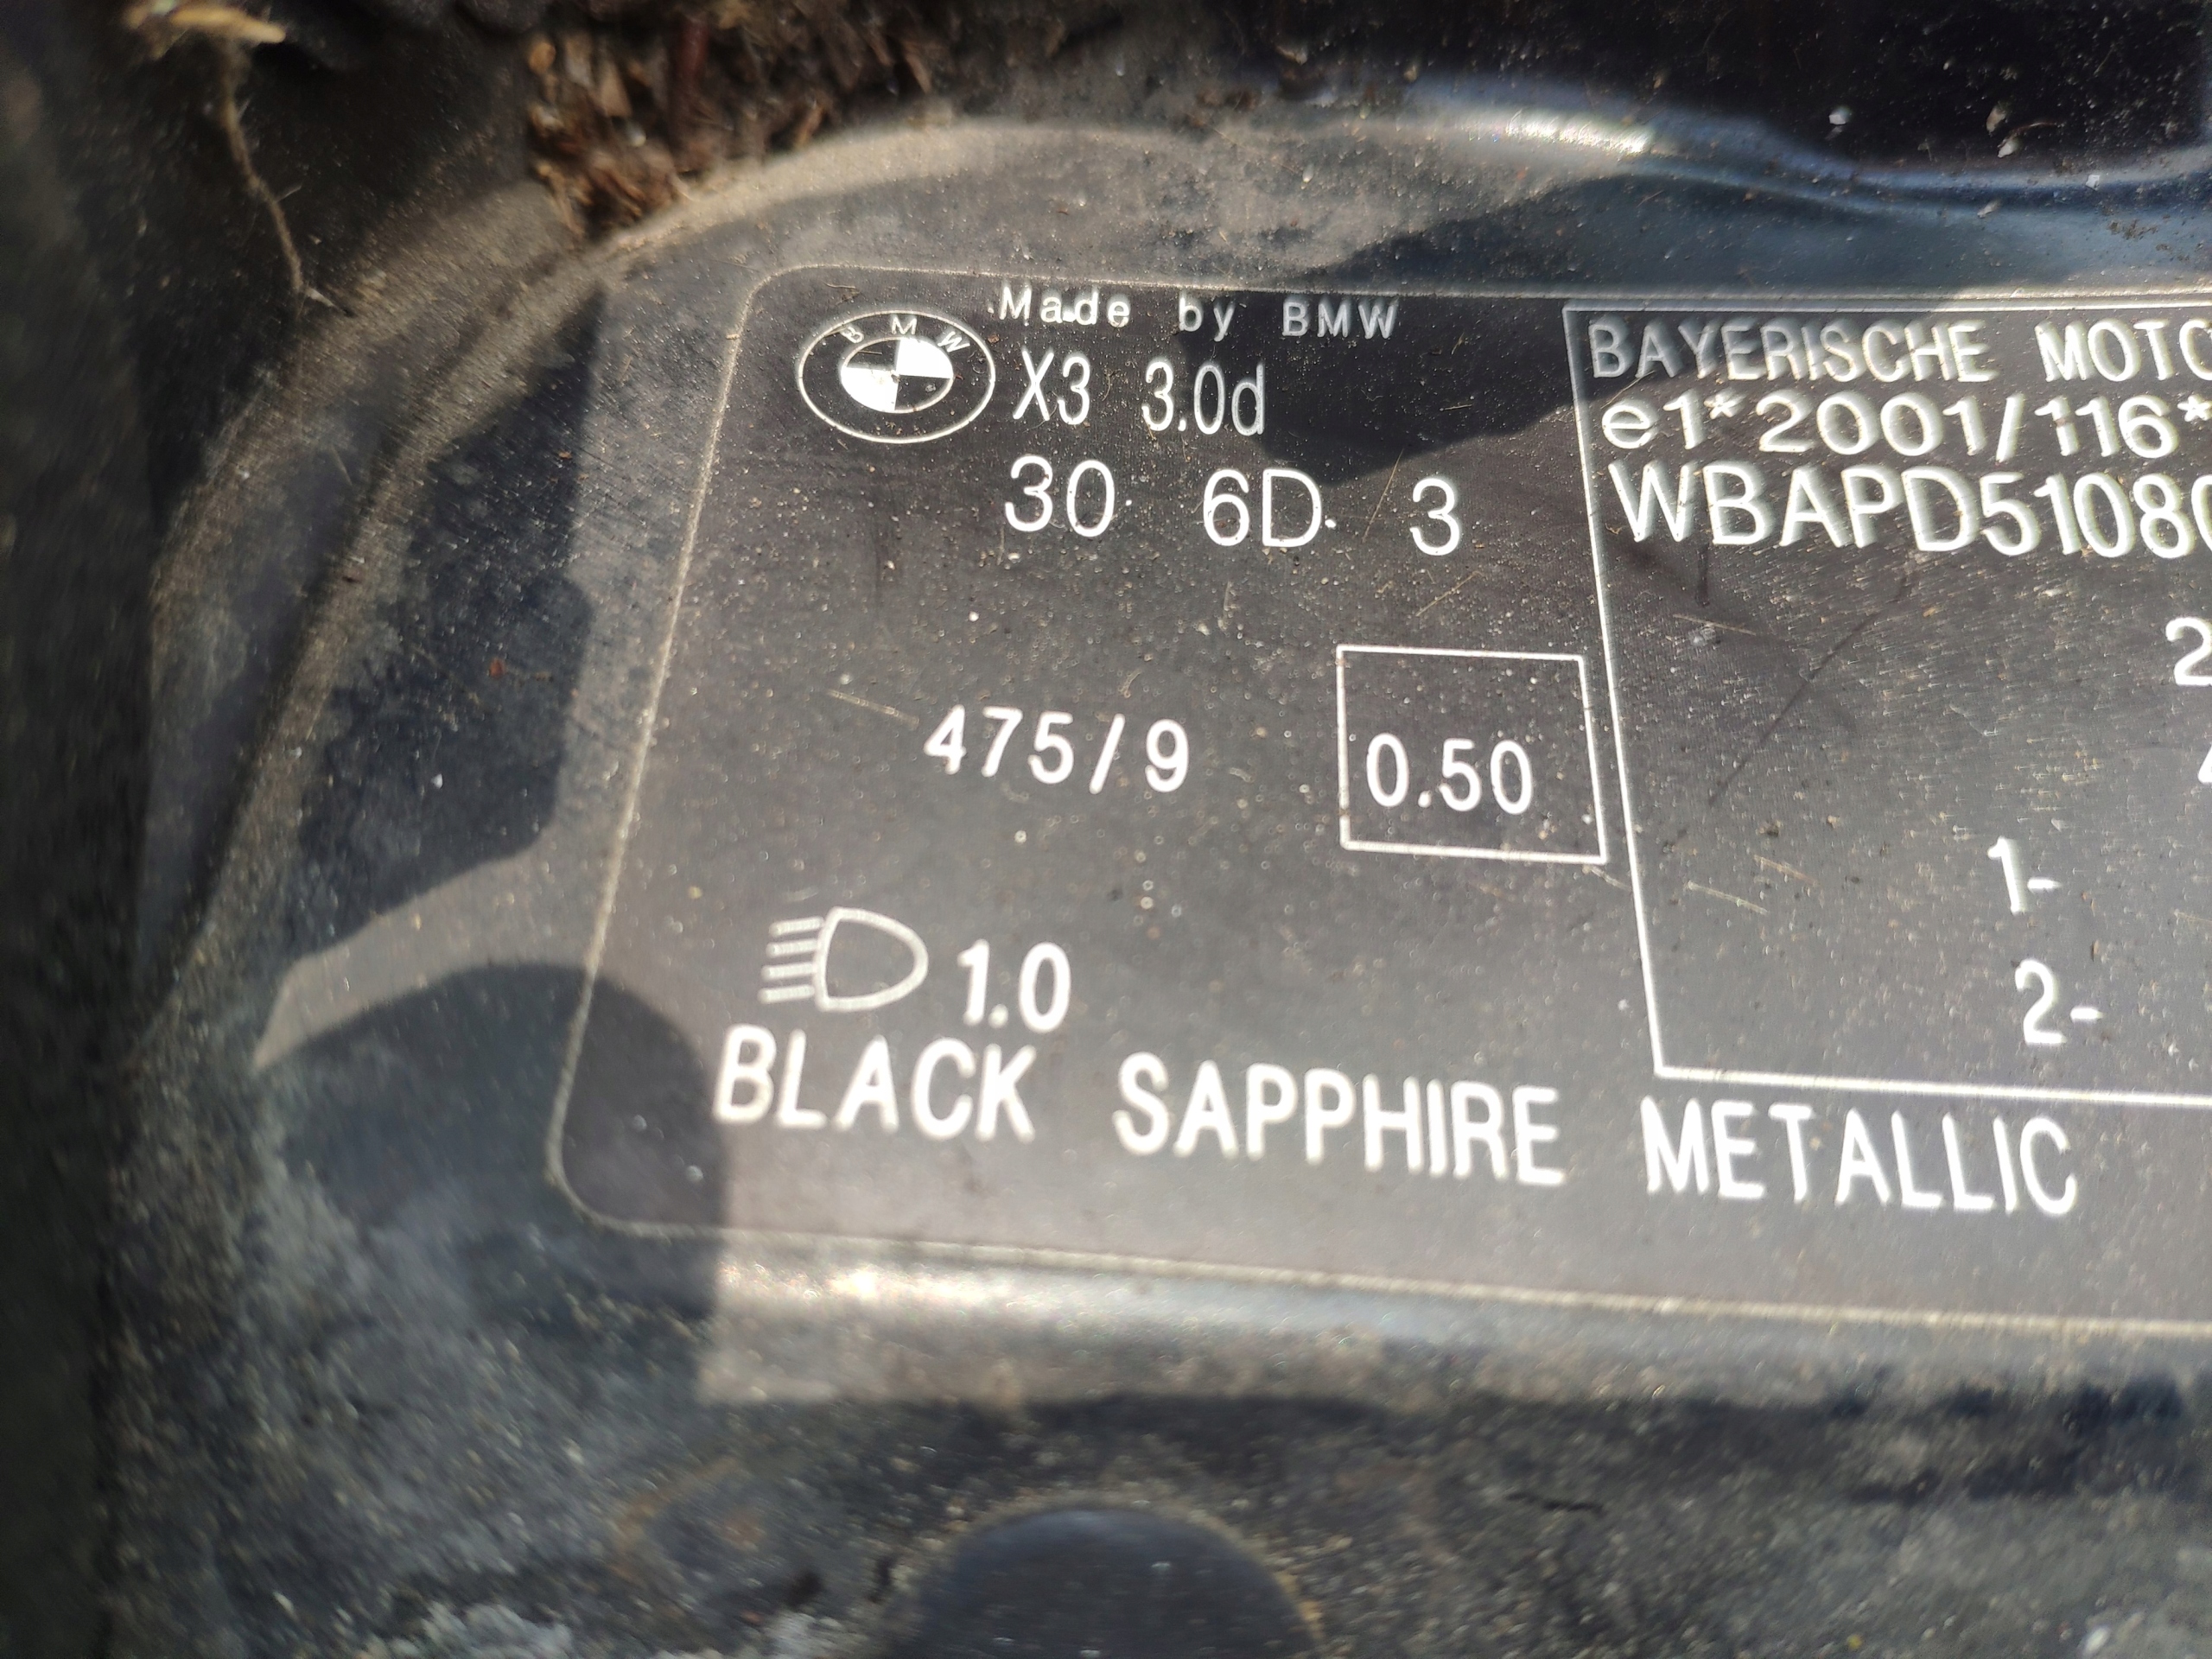 Made by BMW
BMW
X3 3.0d
30 6D 3
475/9
0.50
1.0
BLACK SAPPHIRE METALLIC
BAYERISCHE MOTO
e1*2001/116*
WBAPD5108
2
1-
2-